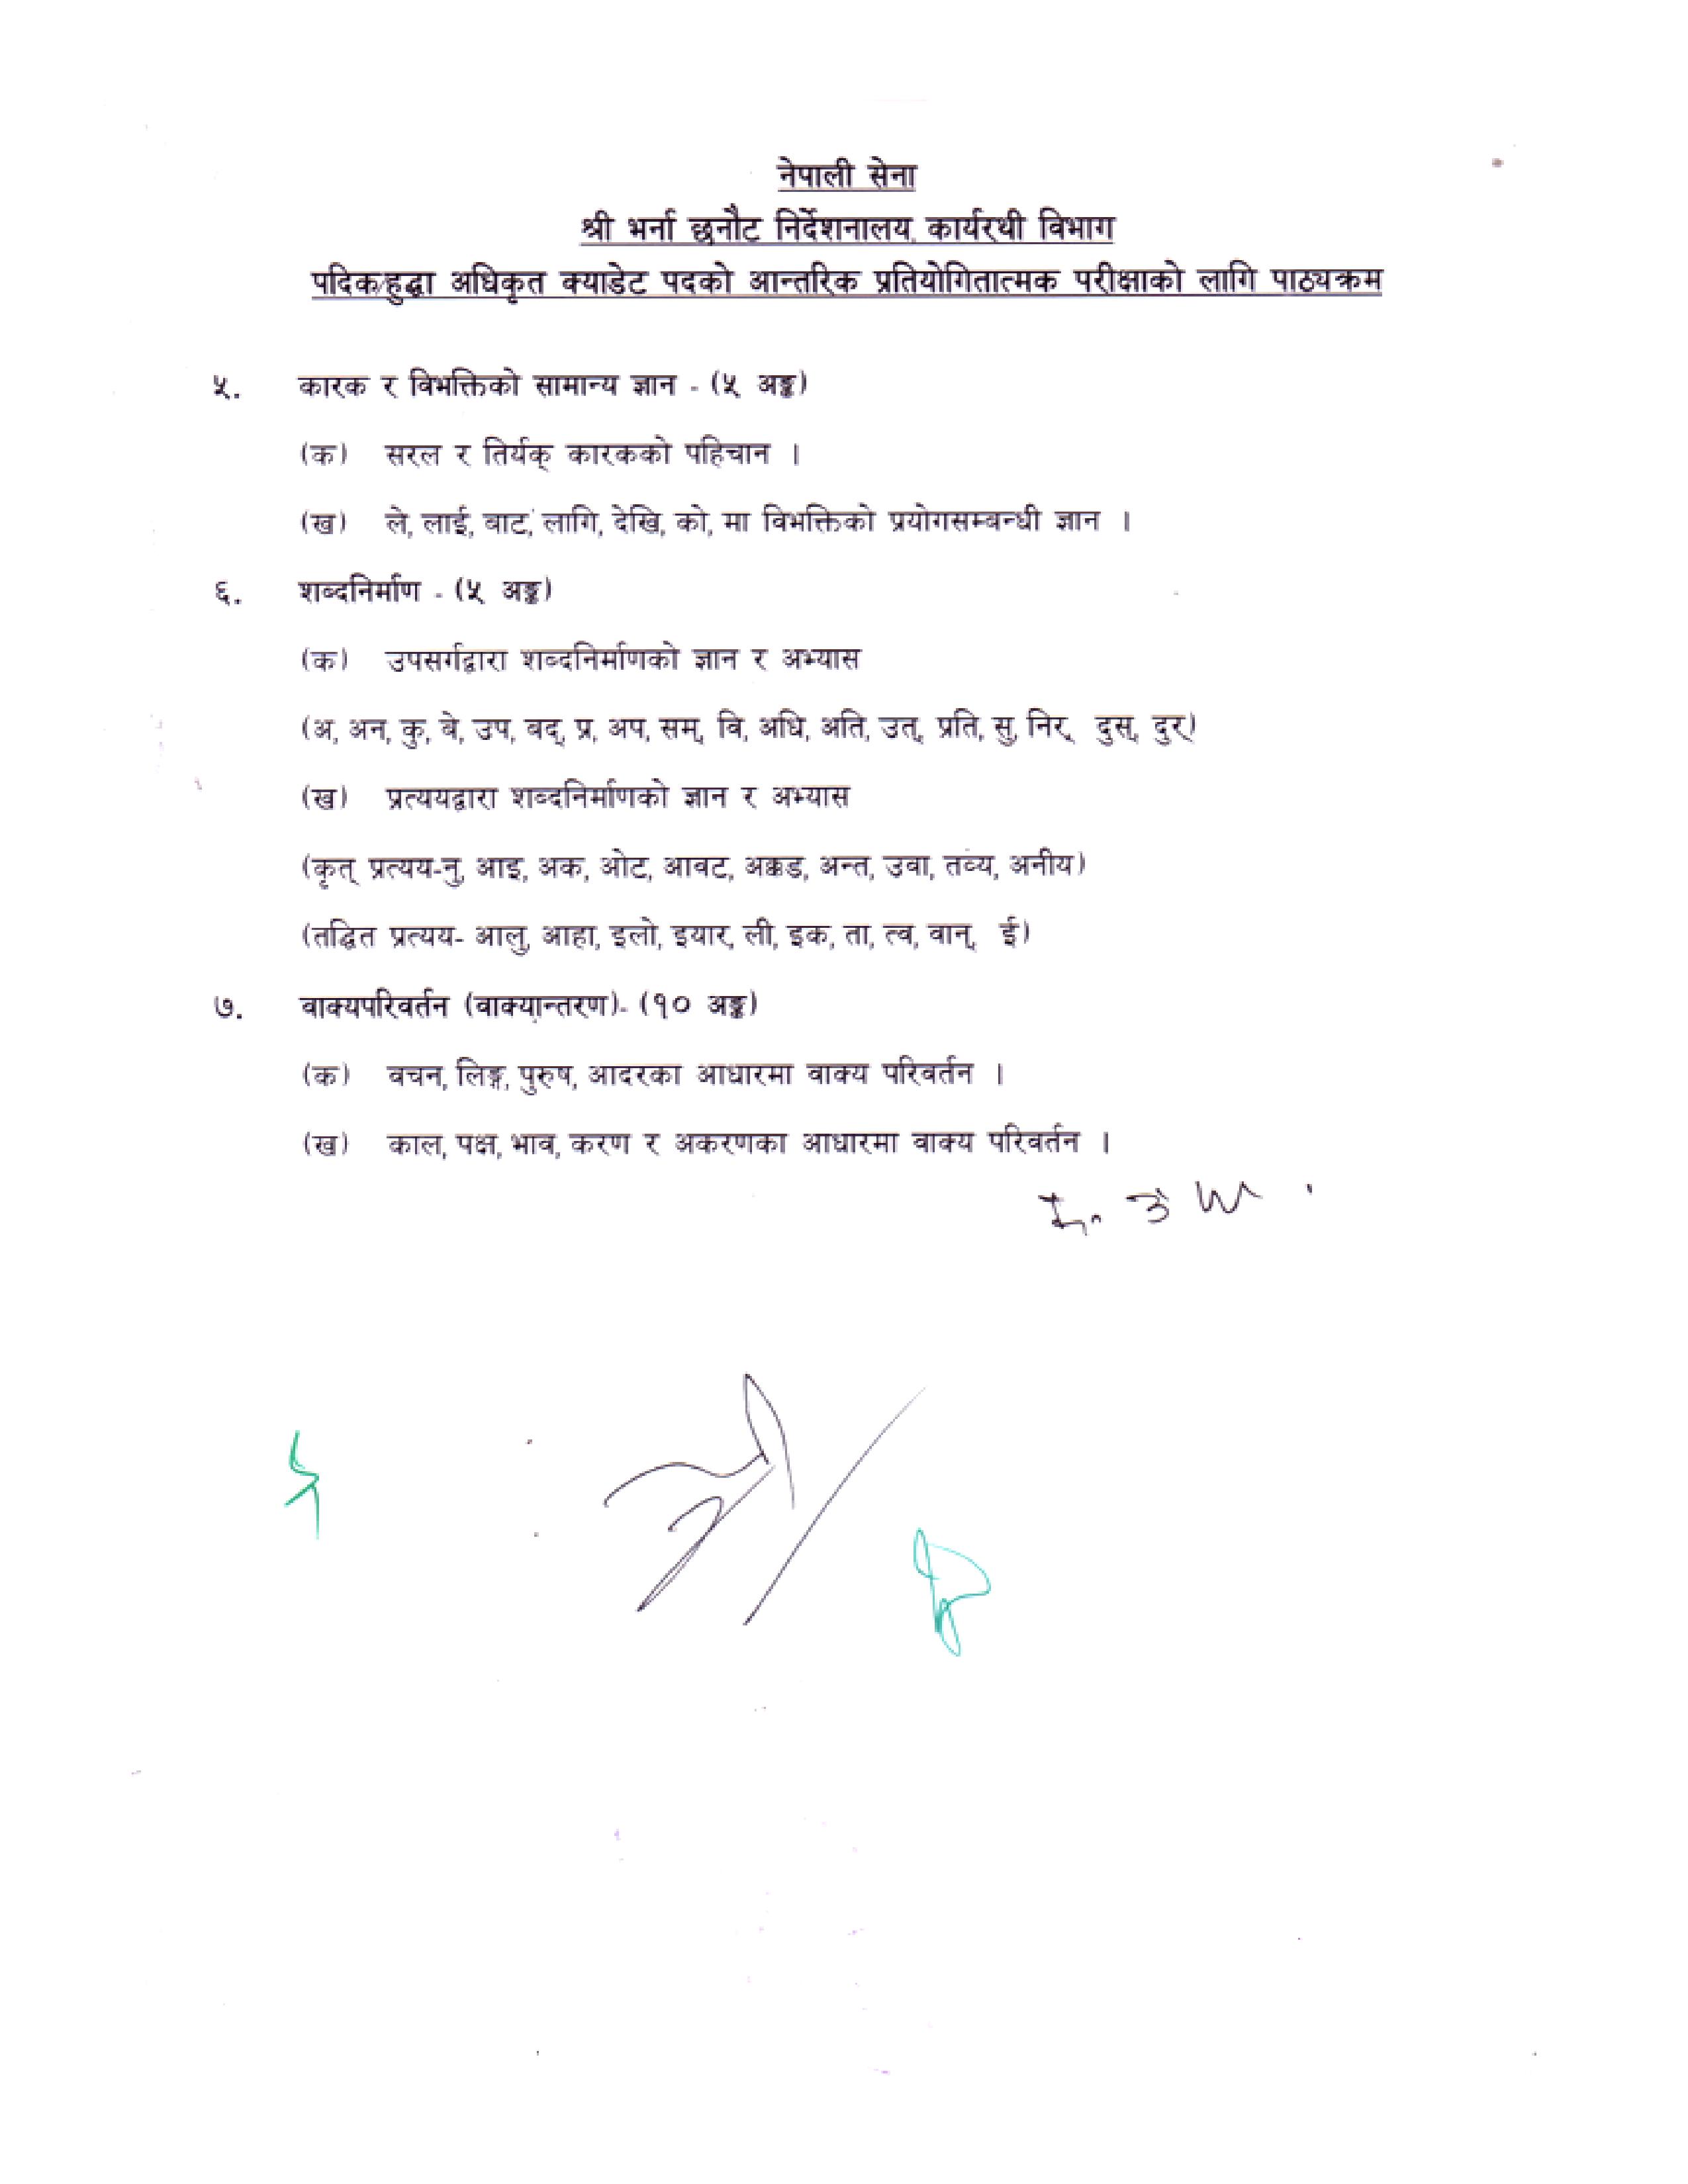 नेपाली सेना
श्री भर्ना छनौट निर्देशनालय, कार्यरथी विभाग
पदिक/हुद्दा अधिकृत क्याडेट पदको आन्तरिक प्रतियोगितात्मक परीक्षाको लागि पाठ्यक्रम
५. कारक र विभक्तिको सामान्य ज्ञान - (५ अङ्क)
(क) सरल र तिर्यक् कारकको पहिचान ।
(ख) ले, लाई, बाट, लागि, देखि, को, मा विभक्तिको प्रयोगसम्बन्धी ज्ञान ।
६. शब्दनिर्माण - (५ अङ्क)
(क) उपसर्गद्वारा शब्दनिर्माणको ज्ञान र अभ्यास
(अ, अन, कु, बे, उप, बद्, प्र, अप, सम्, वि, अधि, अति, उत्, प्रति, सु, निर्, दुस्, दुर्)
(ख) प्रत्ययद्वारा शब्दनिर्माणको ज्ञान र अभ्यास
(कृत् प्रत्यय-नु, आइ, अक, ओट, आवट, अक्कड, अन्त, उवा, तव्य, अनीय)
(तद्धित प्रत्यय- आलु, आहा, इलो, इयार, ली, इक, ता, त्व, वान्, ई)
७. वाक्यपरिवर्तन (वाक्यान्तरण)- (१० अङ्क)
(क) वचन, लिङ्ग, पुरुष, आदरका आधारमा वाक्य परिवर्तन ।
(ख) काल, पक्ष, भाव, करण र अकरणका आधारमा वाक्य परिवर्तन ।